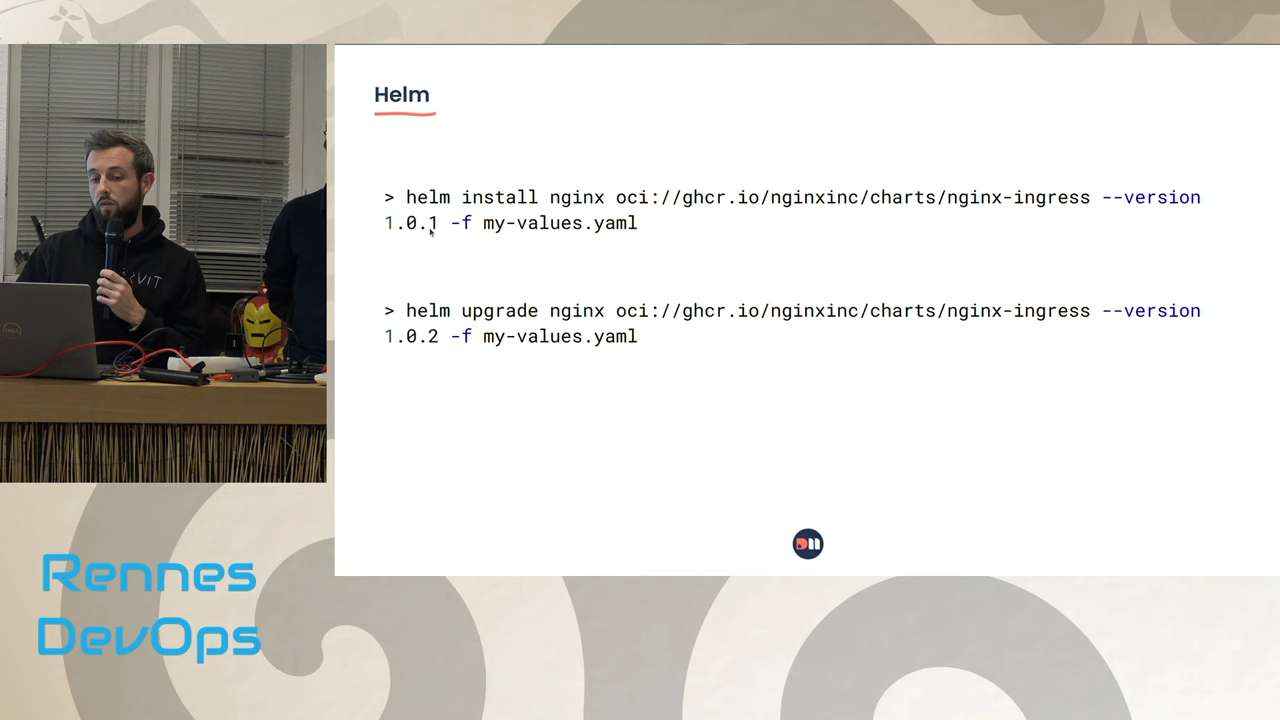 Helm
> helm install nginx oci://ghcr.io/nginxinc/charts/nginx-ingress --version
1.0.1 -f my-values.yaml
> helm upgrade nginx oci://ghcr.io/nginxinc/charts/nginx-ingress --version
1.0.2 -f my-values.yaml
Rennes
DevOps